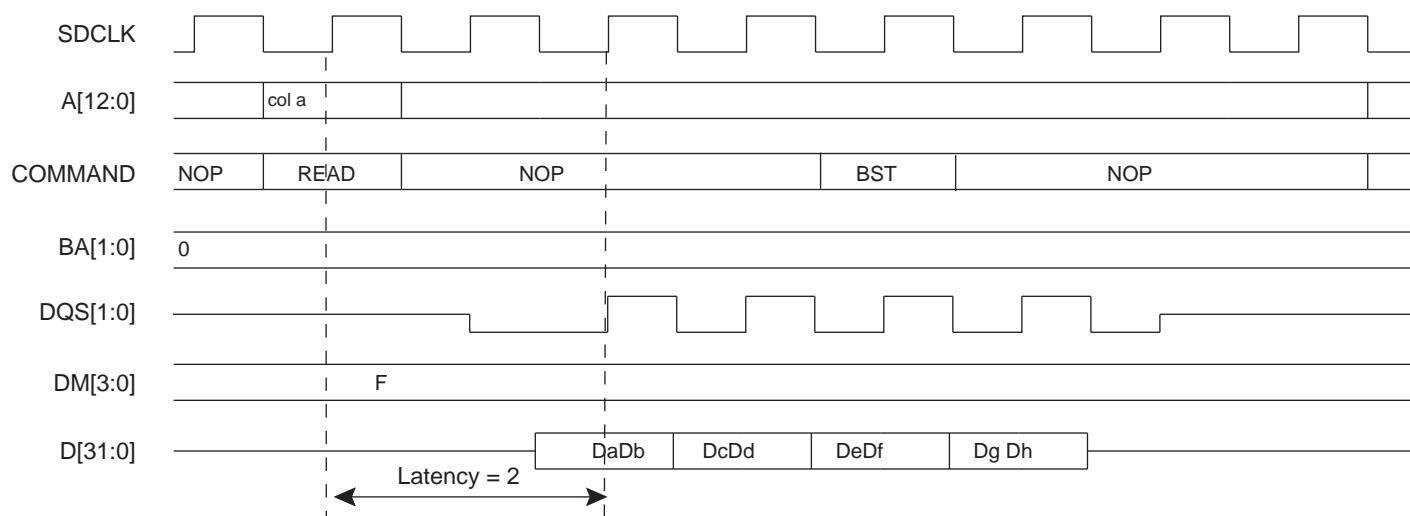 SDCLK
A[12:0] col a
COMMAND NOP READ NOP BST NOP
BA[1:0] 0
DQS[1:0]
DM[3:0] F
D[31:0] DaDb DcDd DeDf Dg Dh
Latency = 2